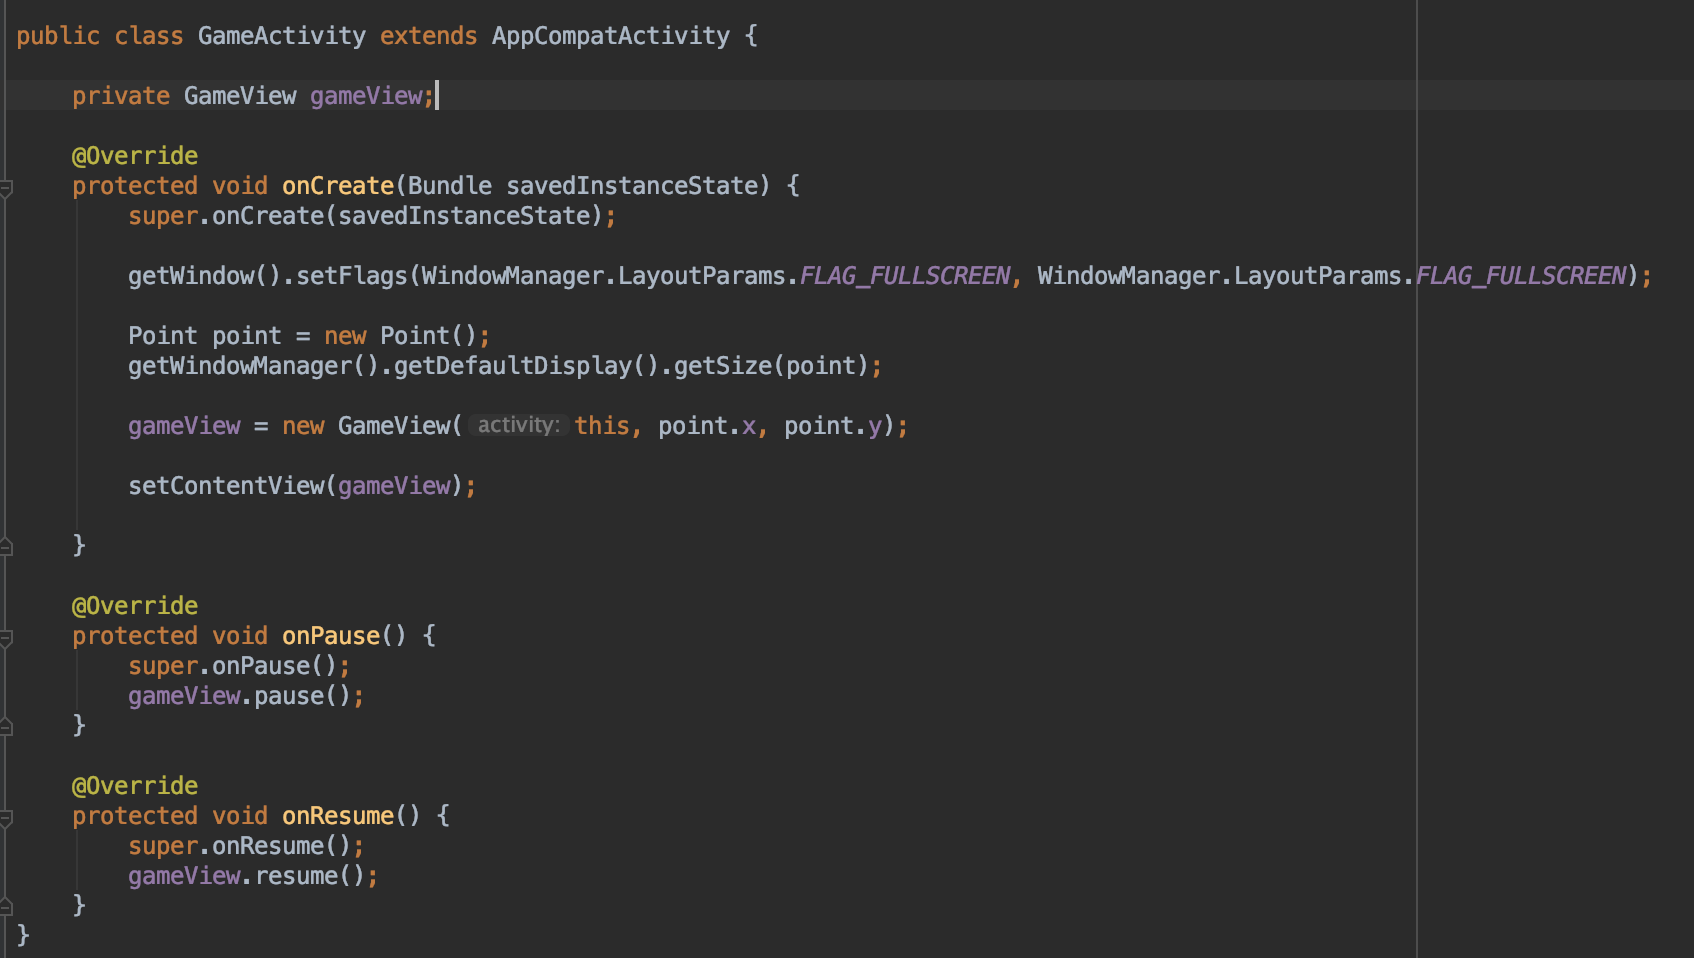 public class GameActivity extends AppCompatActivity {
private GameView gameView;
@Override
protected void onCreate(Bundle savedInstanceState) {
super.onCreate(savedInstanceState);
getWindow().setFlags(WindowManager.LayoutParams.FLAG_FULLSCREEN, WindowManager.LayoutParams.FLAG_FULLSCREEN);
Point point = new Point();
getWindowManager().getDefaultDisplay().getSize(point);
gameView = new GameView( activity: this, point.x, point.y);
setContentView(gameView);
}
@Override
protected void onPause() {
super.onPause();
gameView.pause();
}
@Override
protected void onResume() {
super.onResume();
gameView.resume();
}
}